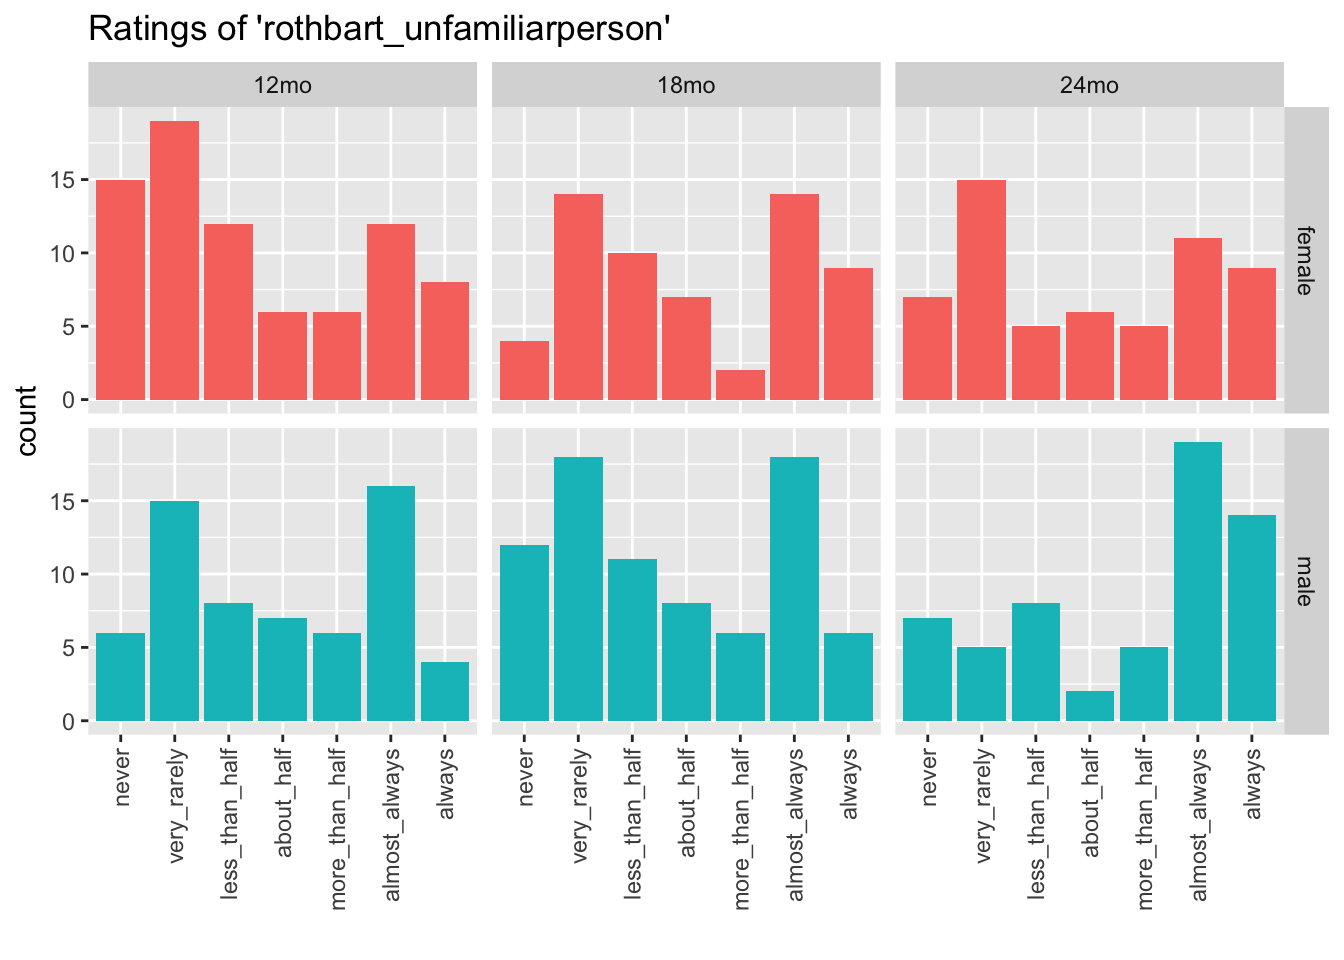 Ratings of 'rothbart_unfamiliarperson'
12mo 18mo 24mo
15
10
5
0
female
count
15
10
5
0
male
never very_rarely less_than_half about_half more_than_half almost_always always never very_rarely less_than_half about_half more_than_half almost_always always never very_rarely less_than_half about_half more_than_half almost_always always